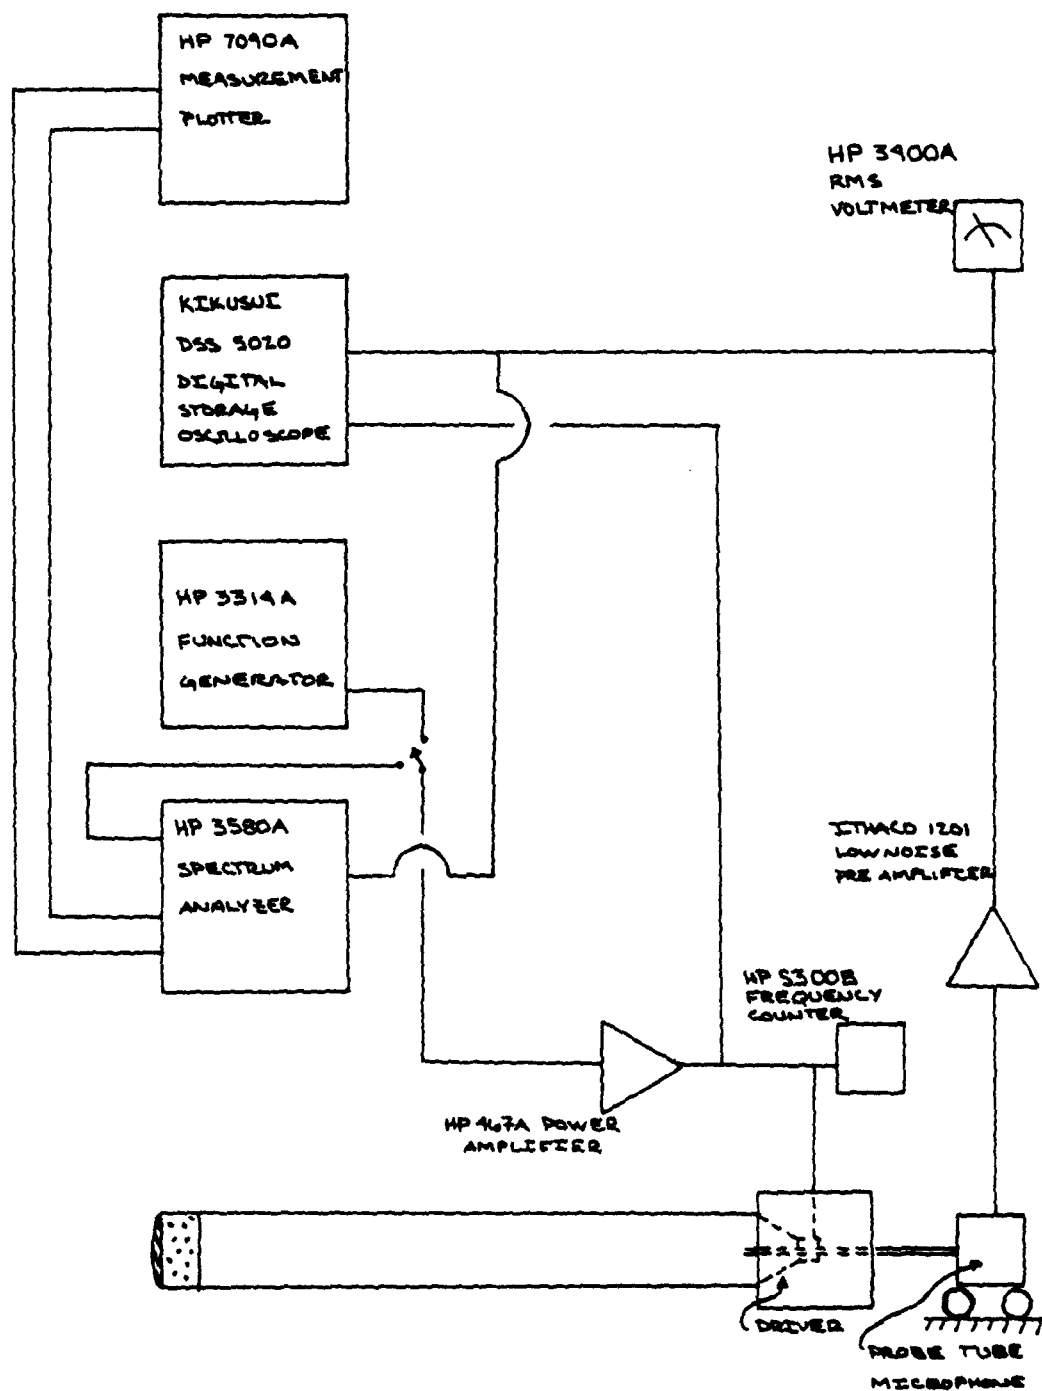 HP 7090A
MEASUREMENT
PLOTTER
HP 3400A
RMS
VOLTMETER
KIKUSUI
DSS 5020
DIGITAL
STORAGE
OSCILLOSCOPE
HP 3314A
FUNCTION
GENERATOR
HP 3580A
SPECTRUM
ANALYZER
ITHACO 1201
LOW NOISE
PRE AMPLIFIER
HP 5300B
FREQUENCY
COUNTER
HP 467A POWER
AMPLIFIER
DRIVER
PROBE TUBE
MICROPHONE